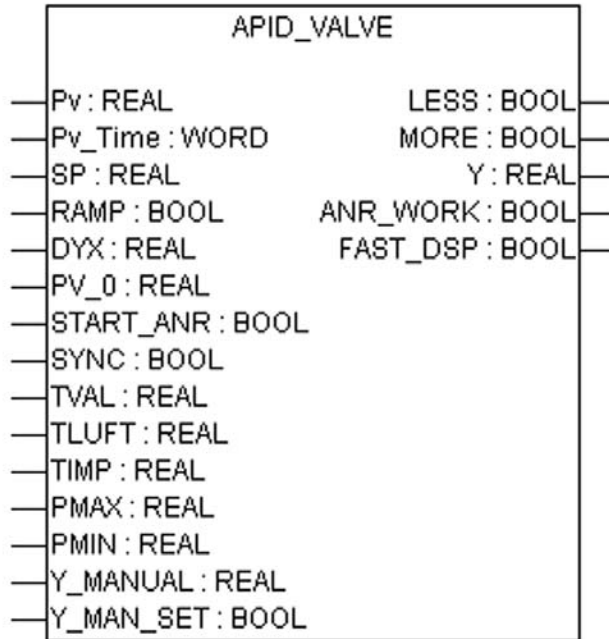 APID_VALVE
Pv : REAL LESS : BOOL
Pv_Time : WORD MORE : BOOL
SP : REAL Y : REAL
RAMP : BOOL ANR_WORK : BOOL
DYX : REAL FAST_DSP : BOOL
PV_0 : REAL
START_ANR : BOOL
SYNC : BOOL
TVAL : REAL
TLUFT : REAL
TIMP : REAL
PMAX : REAL
PMIN : REAL
Y_MANUAL : REAL
Y_MAN_SET : BOOL